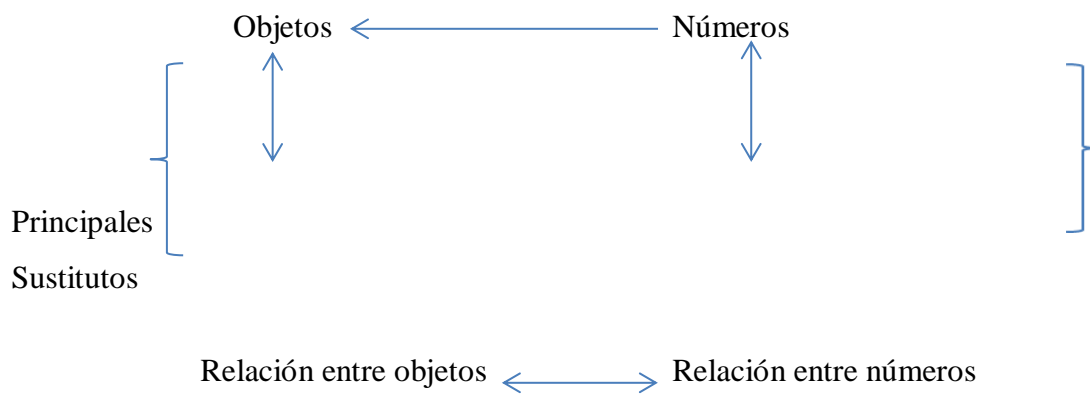 Objetos Números
Principales
Sustitutos
Relación entre objetos Relación entre números